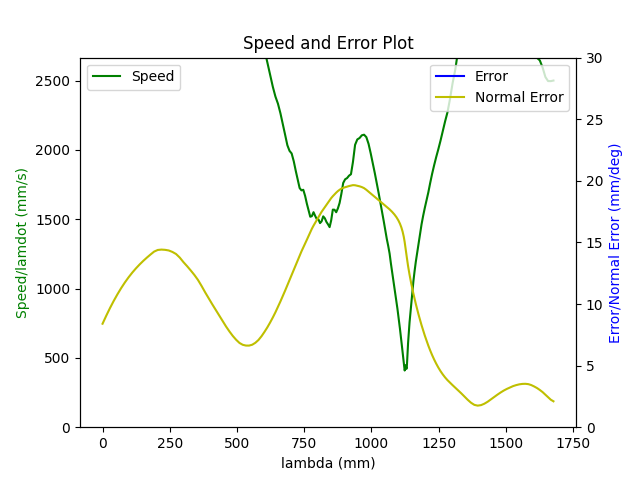 Speed and Error Plot
Speed
Error
Normal Error
Speed/lamdot (mm/s)
2500
2000
1500
1000
500
0
30
25
20
15
10
5
0
Error/Normal Error (mm/deg)
0 250 500 750 1000 1250 1500 1750
lambda (mm)